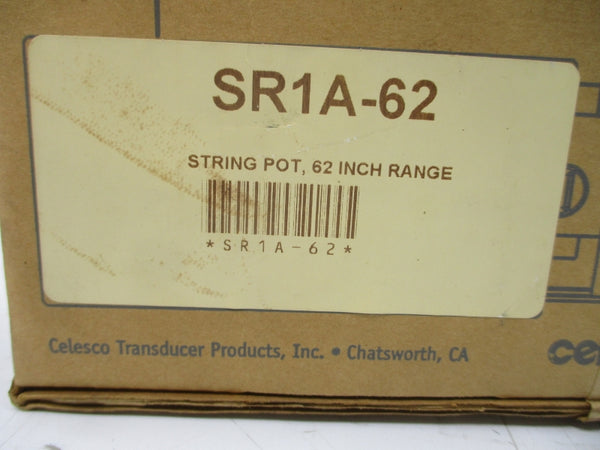 SR1A-62
STRING POT, 62 INCH RANGE
*SR1A-62*
Celesco Transducer Products, Inc. • Chatsworth, CA